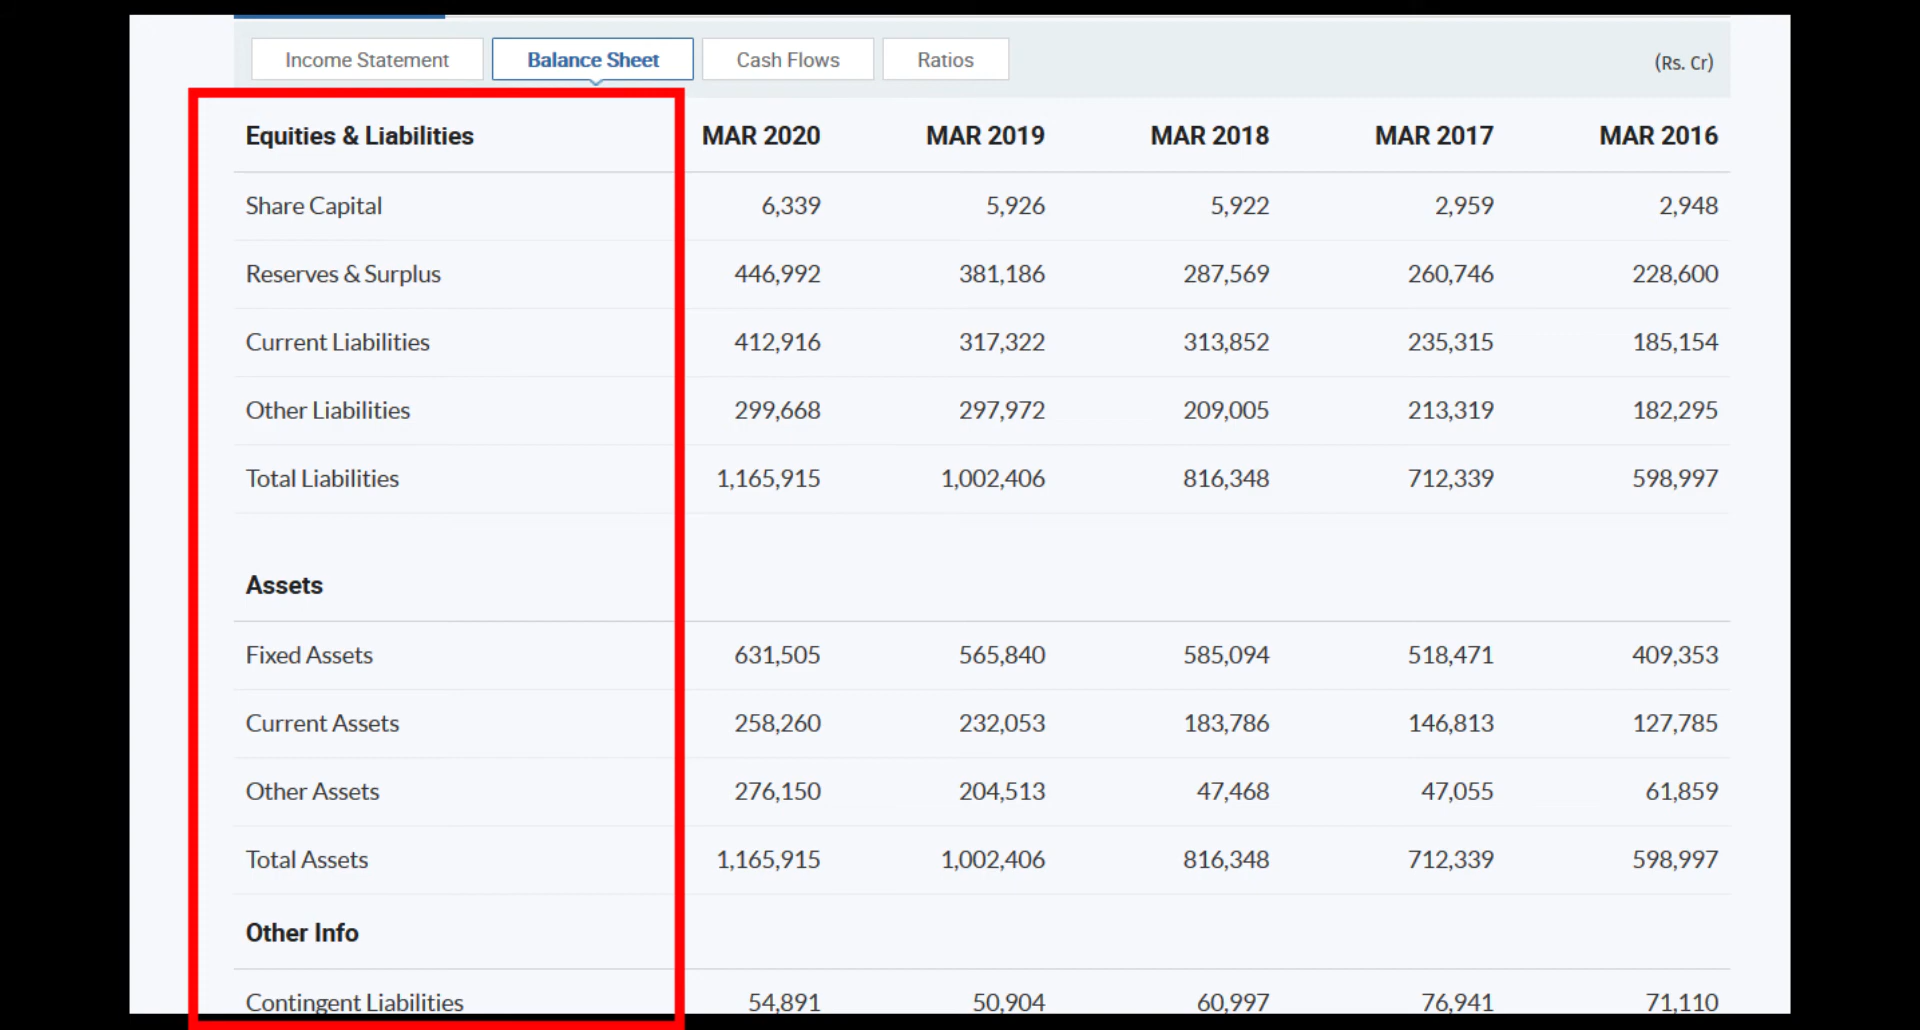 Income Statement Balance Sheet Cash Flows Ratios (Rs. Cr)
Equities & Liabilities MAR 2020 MAR 2019 MAR 2018 MAR 2017 MAR 2016
Share Capital 6,339 5,926 5,922 2,959 2,948
Reserves & Surplus 446,992 381,186 287,569 260,746 228,600
Current Liabilities 412,916 317,322 313,852 235,315 185,154
Other Liabilities 299,668 297,972 209,005 213,319 182,295
Total Liabilities 1,165,915 1,002,406 816,348 712,339 598,997
Assets
Fixed Assets 631,505 565,840 585,094 518,471 409,353
Current Assets 258,260 232,053 183,786 146,813 127,785
Other Assets 276,150 204,513 47,468 47,055 61,859
Total Assets 1,165,915 1,002,406 816,348 712,339 598,997
Other Info
Contingent Liabilities 54,891 50,904 60,997 76,941 71,110